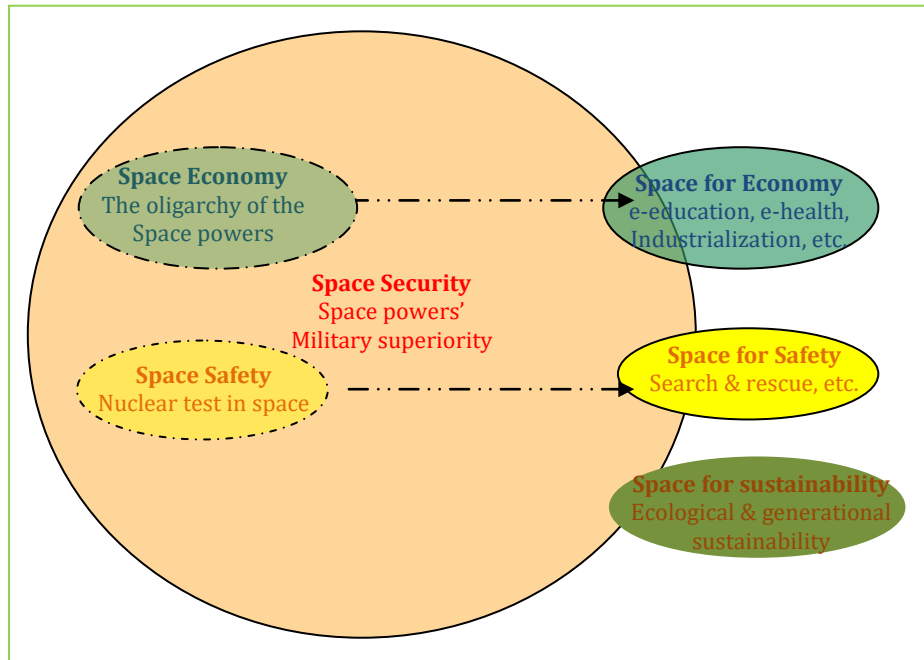 Space Economy
The oligarchy of the
Space powers
Space for Economy
e-education, e-health,
Industrialization, etc.
Space Security
Space powers’
Military superiority
Space Safety
Nuclear test in space
Space for Safety
Search & rescue, etc.
Space for sustainability
Ecological & generational
sustainability